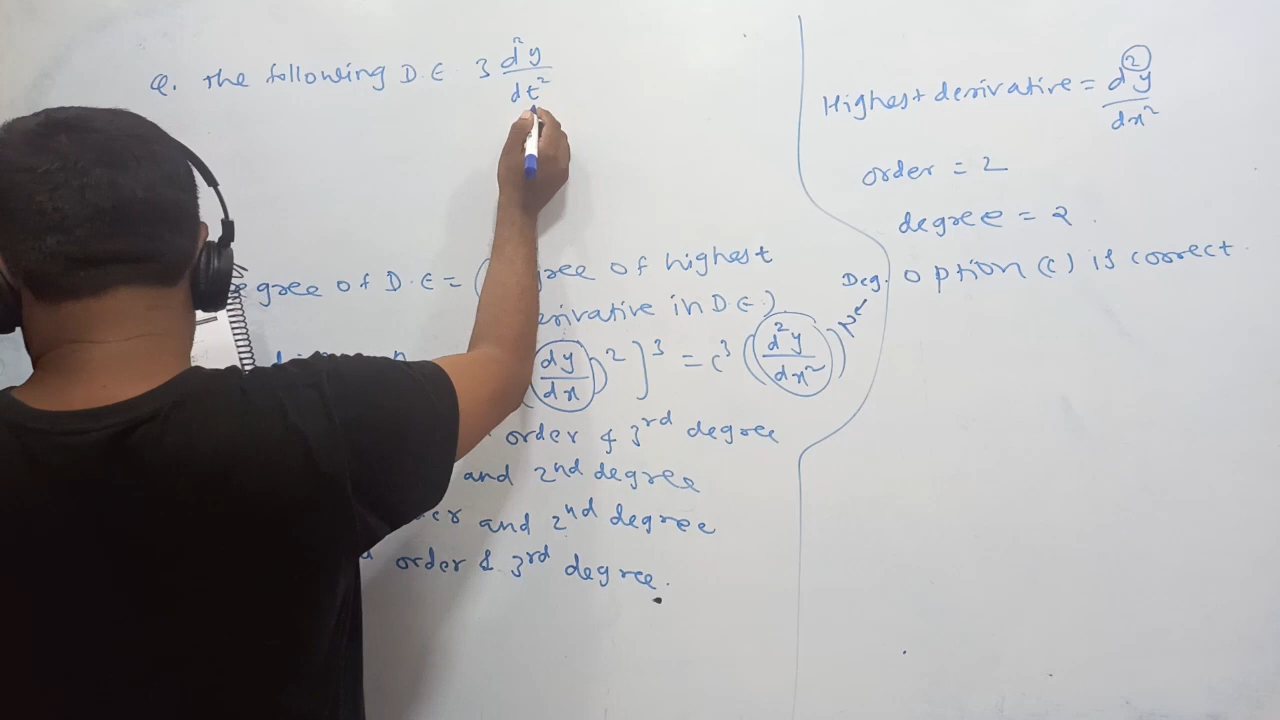 Q. The following D.E. 3 d²y/dt²
Degree of D.E = ( of highest
derivative in D.E.)
dy/dx)² ]³ = c³ (d²y/dx²)²
order & 3rd degree
and 2nd degree
and 2nd degree
order & 3rd degree.
Highest derivative = d²y/dx²
order = 2
degree = 2.
Deg. option (c) is correct.